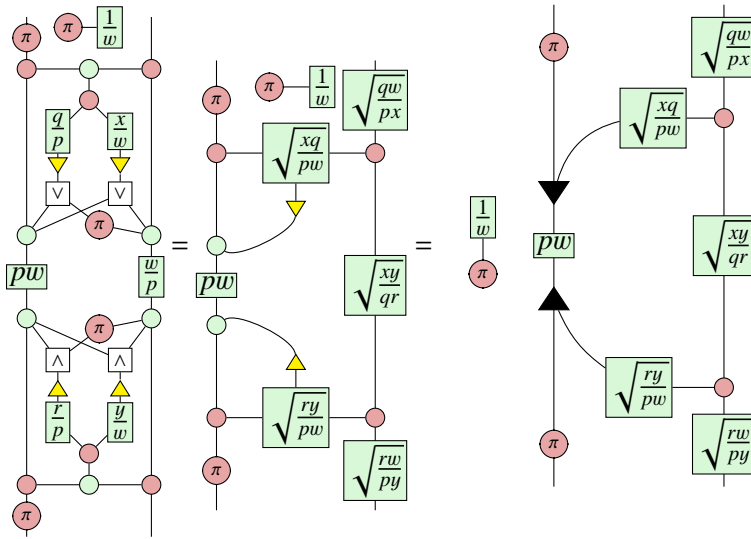 π π 1/w
q/p x/w
∨ ∨
π
pw w/p
π
∧ ∧
r/p y/w
π
=
π π 1/w √(qw/px)
√(xq/pw)
pw √(xy/qr)
√(ry/pw)
π √(rw/py)
=
π √(qw/px)
√(xq/pw)
1/w pw √(xy/qr)
π
√(ry/pw)
π √(rw/py)